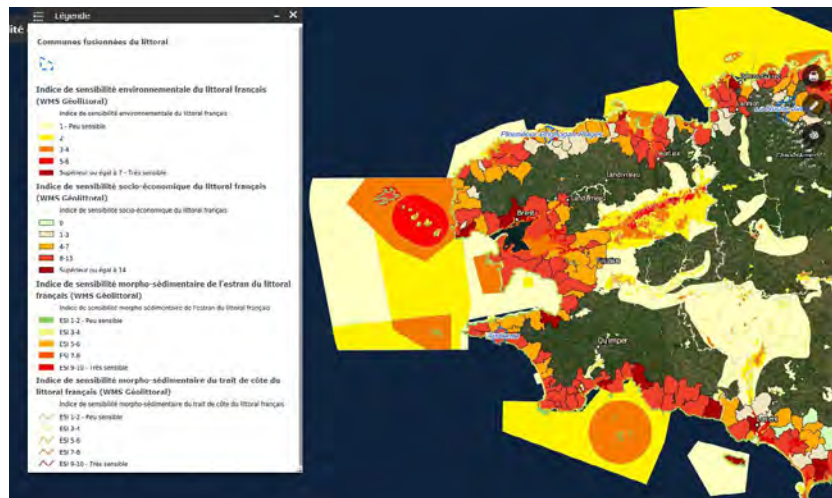 ité
Légende
Communes fusionnées du littoral
Indice de sensibilité environnementale du littoral français
(WMS Géolittoral)
Indice de sensibilité environnementale du littoral français
1 - Peu sensible
2
3-4
5-6
Supérieur ou égal à 7 - Très sensible
Indice de sensibilité socio-économique du littoral français
(WMS Géolittoral)
Indice de sensibilité socio-économique du littoral français
0
1-3
4-7
8-13
Supérieur ou égal à 14
Indice de sensibilité morpho-sédimentaire de l'estran du littoral
français (WMS Géolittoral)
Indice de sensibilité morpho sédimentaire de l'estran du littoral français
ESI 1-2 - Peu sensible
ESI 3-4
ESI 5-6
ESI 7-8
ESI 9-10 - Très sensible
Indice de sensibilité morpho-sédimentaire du trait de côte du
littoral français (WMS Géolittoral)
Indice de sensibilité morpho-sédimentaire du trait de côte du littoral français
ESI 1-2 - Peu sensible
ESI 3-4
ESI 5-6
ESI 7-8
ESI 9-10 - Très sensible
Lannion
Morlaix
Landivisiau
Landerneau
Brest
Quimper